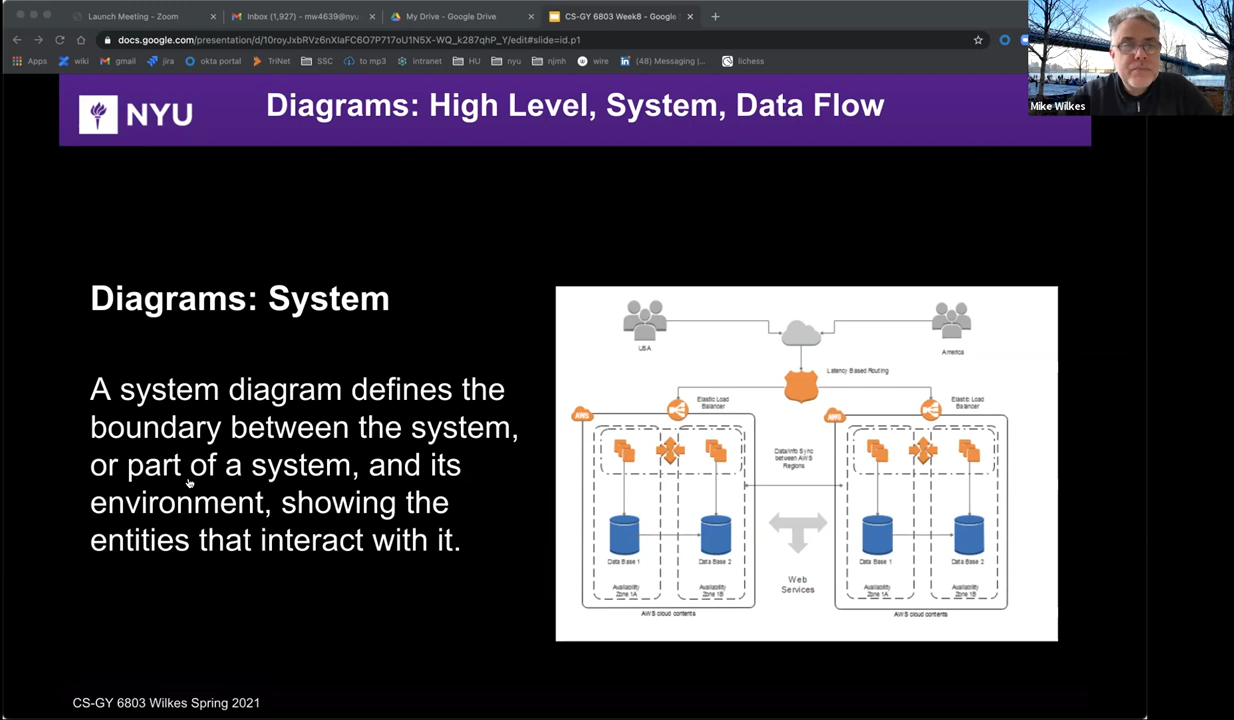 Launch Meeting - Zoom
Inbox (1,927) - mw4639@nyu
My Drive - Google Drive
CS-GY 6803 Week8 - Google
docs.google.com/presentation/d/10royJxbRVz6nXlaFC6O7P717oU1N5X-WQ_k287qhP_Y/edit#slide=id.p1
Apps
wiki
gmail
jira
okta portal
TriNet
SSC
to mp3
intranet
HU
nyu
njmh
wire
(48) Messaging |...
lichess
Mike Wilkes
NYU
Diagrams: High Level, System, Data Flow
Diagrams: System
A system diagram defines the
boundary between the system,
or part of a system, and its
environment, showing the
entities that interact with it.
USA
America
Latency Based Routing
Elastic Load
Balancer
Elastic Load
Balancer
AWS
AWS
Data/Info Sync
between AWS
Regions
Data Base 1
Data Base 2
Data Base 1
Data Base 2
Web
Services
Availability
Zone 1A
Availability
Zone 1B
Availability
Zone 1A
Availability
Zone 1B
AWS cloud contents
AWS cloud contents
CS-GY 6803 Wilkes Spring 2021